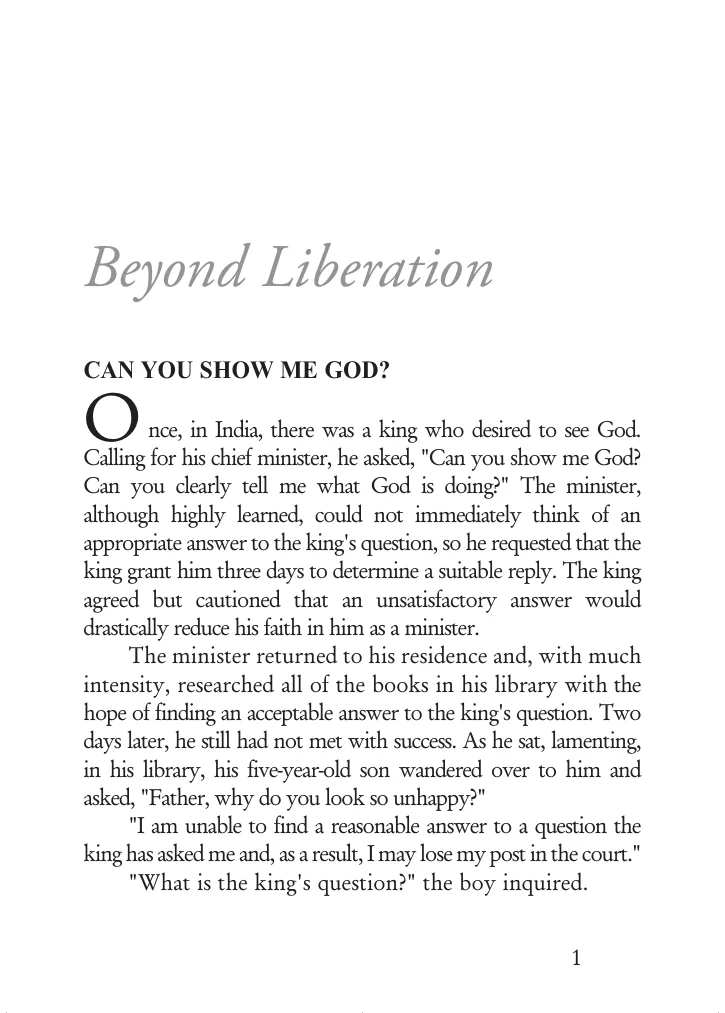 Beyond Liberation
CAN YOU SHOW ME GOD?
Once, in India, there was a king who desired to see God.
Calling for his chief minister, he asked, "Can you show me God?
Can you clearly tell me what God is doing?" The minister,
although highly learned, could not immediately think of an
appropriate answer to the king's question, so he requested that the
king grant him three days to determine a suitable reply. The king
agreed but cautioned that an unsatisfactory answer would
drastically reduce his faith in him as a minister.
The minister returned to his residence and, with much
intensity, researched all of the books in his library with the
hope of finding an acceptable answer to the king's question. Two
days later, he still had not met with success. As he sat, lamenting,
in his library, his five-year-old son wandered over to him and
asked, "Father, why do you look so unhappy?"
"I am unable to find a reasonable answer to a question the
king has asked me and, as a result, I may lose my post in the court."
"What is the king's question?" the boy inquired.
1